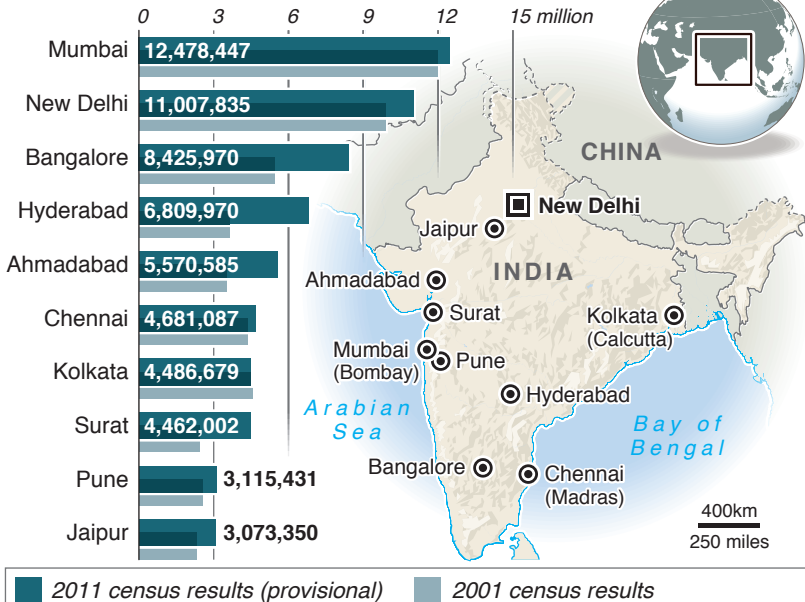 0 3 6 9 12 15 million
Mumbai 12,478,447
New Delhi 11,007,835
Bangalore 8,425,970
Hyderabad 6,809,970
Ahmadabad 5,570,585
Chennai 4,681,087
Kolkata 4,486,679
Surat 4,462,002
Pune 3,115,431
Jaipur 3,073,350
CHINA
New Delhi
Jaipur
INDIA
Ahmadabad
Surat
Kolkata
(Calcutta)
Mumbai
(Bombay)
Pune
Hyderabad
Arabian
Sea
Bay of
Bengal
Bangalore
Chennai
(Madras)
400km
250 miles
2011 census results (provisional) 2001 census results